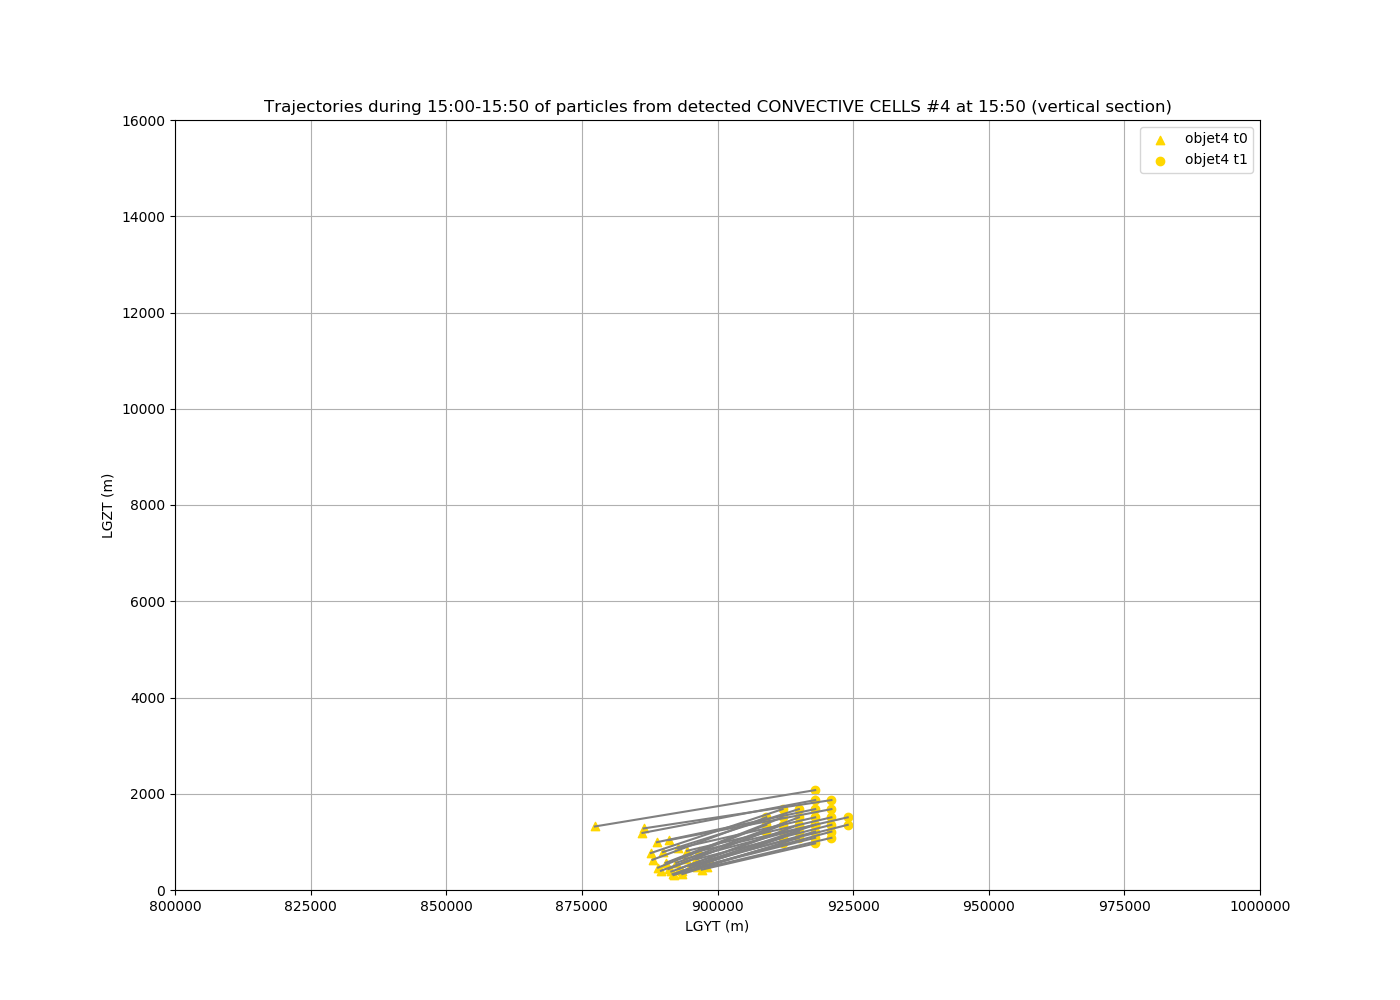 Trajectories during 15:00-15:50 of particles from detected CONVECTIVE CELLS #4 at 15:50 (vertical section)
objet4 t0
objet4 t1
16000
14000
12000
10000
8000
6000
4000
2000
0
LGZT (m)
800000 825000 850000 875000 900000 925000 950000 975000 1000000
LGYT (m)